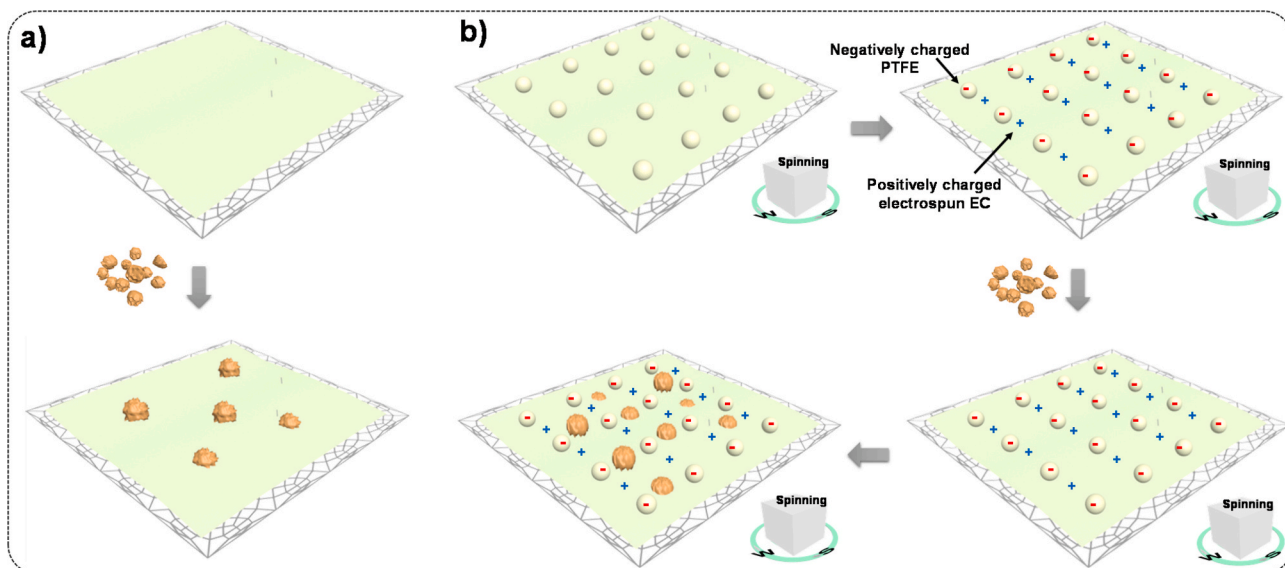 a)
b)
Negatively charged
PTFE
Positively charged
electrospun EC
Spinning
W
S
Spinning
W
S
Spinning
W
S
Spinning
W
S